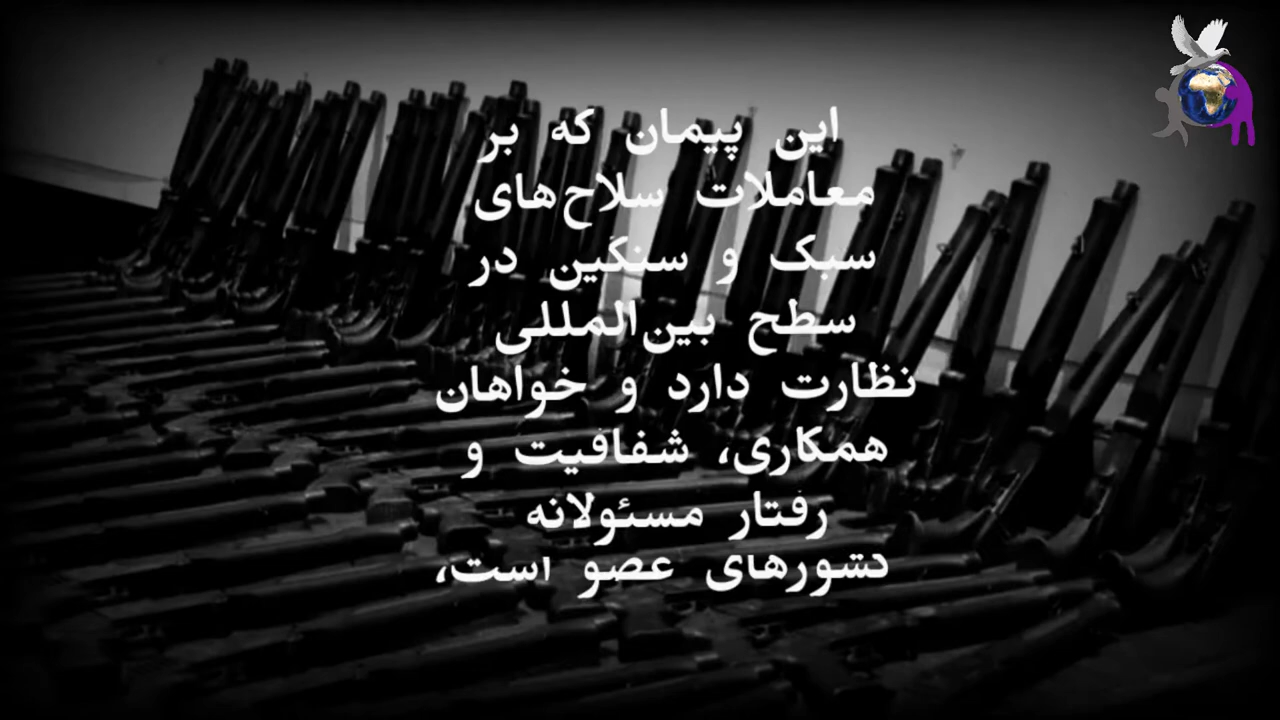 این پیمان که بر
معاملات سلاح‌های
سبک و سنگین در
سطح بین‌المللی
نظارت دارد و خواهان
همکاری، شفافیت و
رفتار مسئولانه
کشورهای عضو است،